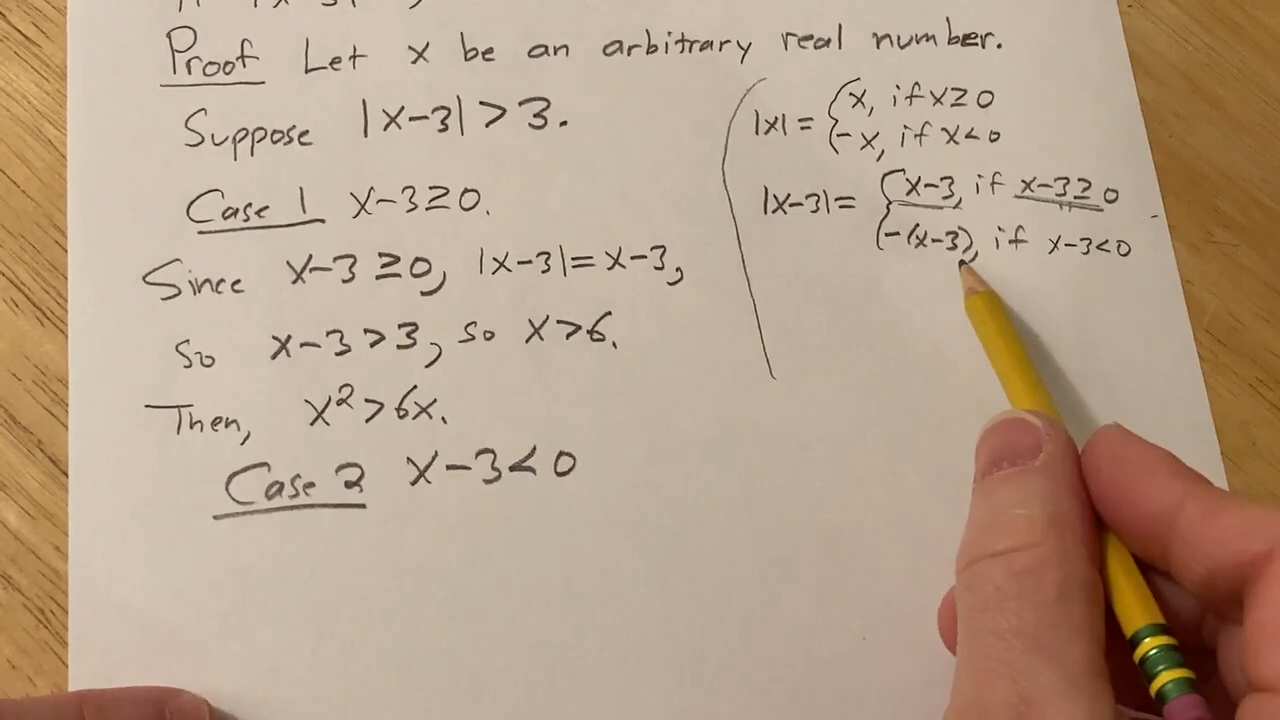 Proof Let x be an arbitrary real number.
Suppose |x-3| > 3.
Case 1 x-3≥0.
Since x-3≥0, |x-3|=x-3,
So x-3>3, so x>6.
Then, x²>6x.
Case 2 x-3<0
|x| = { x, if x≥0
-x, if x<0
|x-3| = { x-3, if x-3≥0
-(x-3), if x-3<0